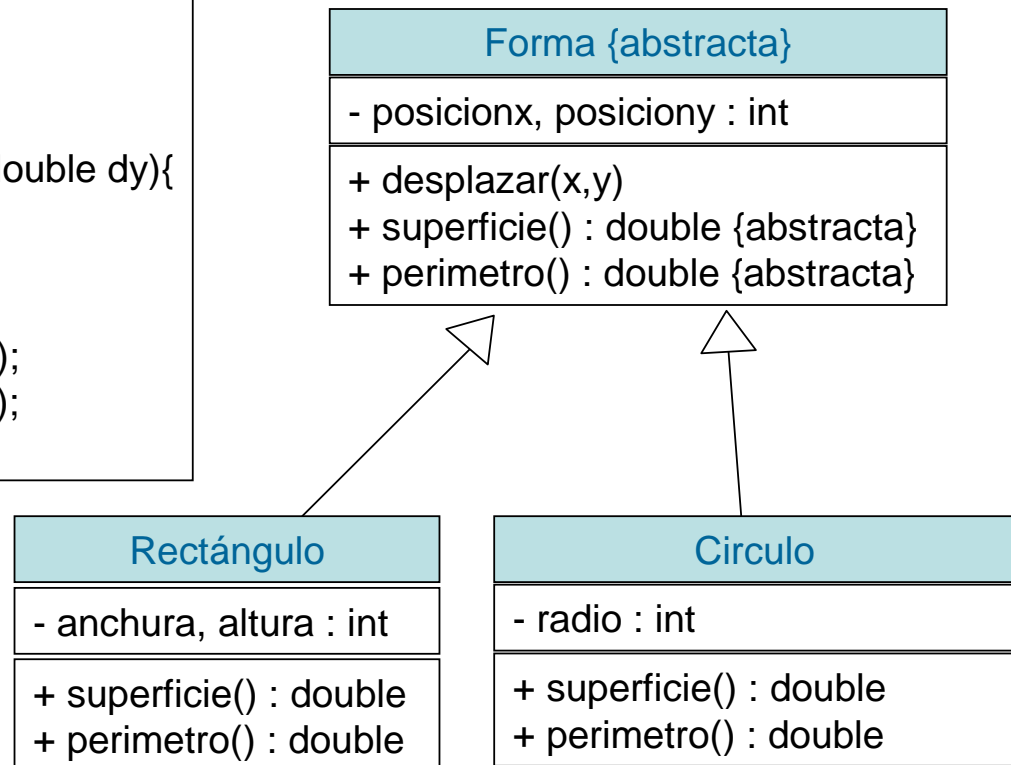 double dy){
);
);
Forma {abstracta}
- posicionx, posiciony : int
+ desplazar(x,y)
+ superficie() : double {abstracta}
+ perimetro() : double {abstracta}
Rectángulo
- anchura, altura : int
+ superficie() : double
+ perimetro() : double
Circulo
- radio : int
+ superficie() : double
+ perimetro() : double